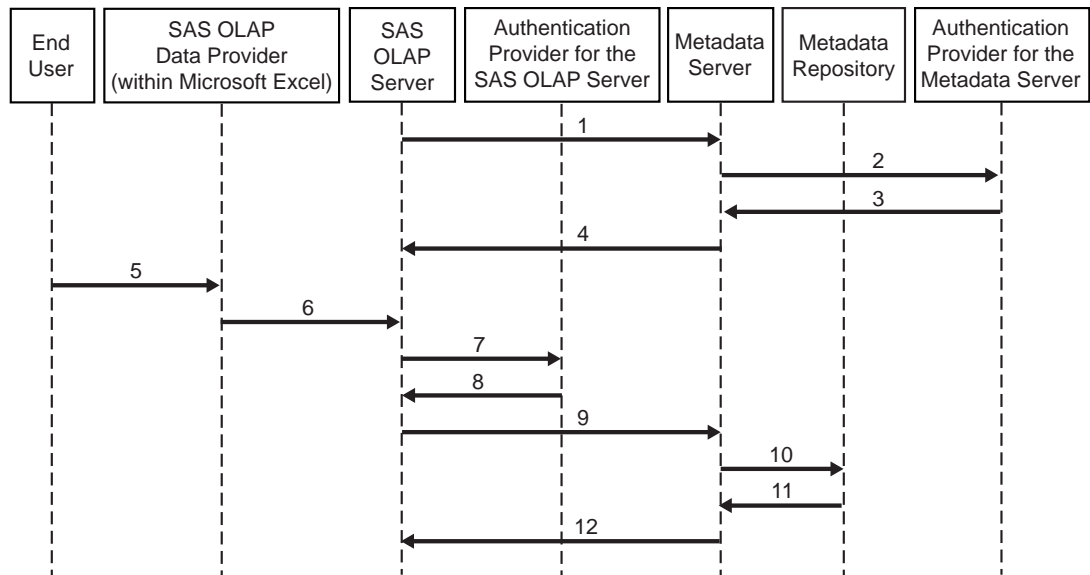 End
User
SAS OLAP
Data Provider
(within Microsoft Excel)
SAS
OLAP
Server
Authentication
Provider for the
SAS OLAP Server
Metadata
Server
Metadata
Repository
Authentication
Provider for the
Metadata Server
1
2
3
4
5
6
7
8
9
10
11
12